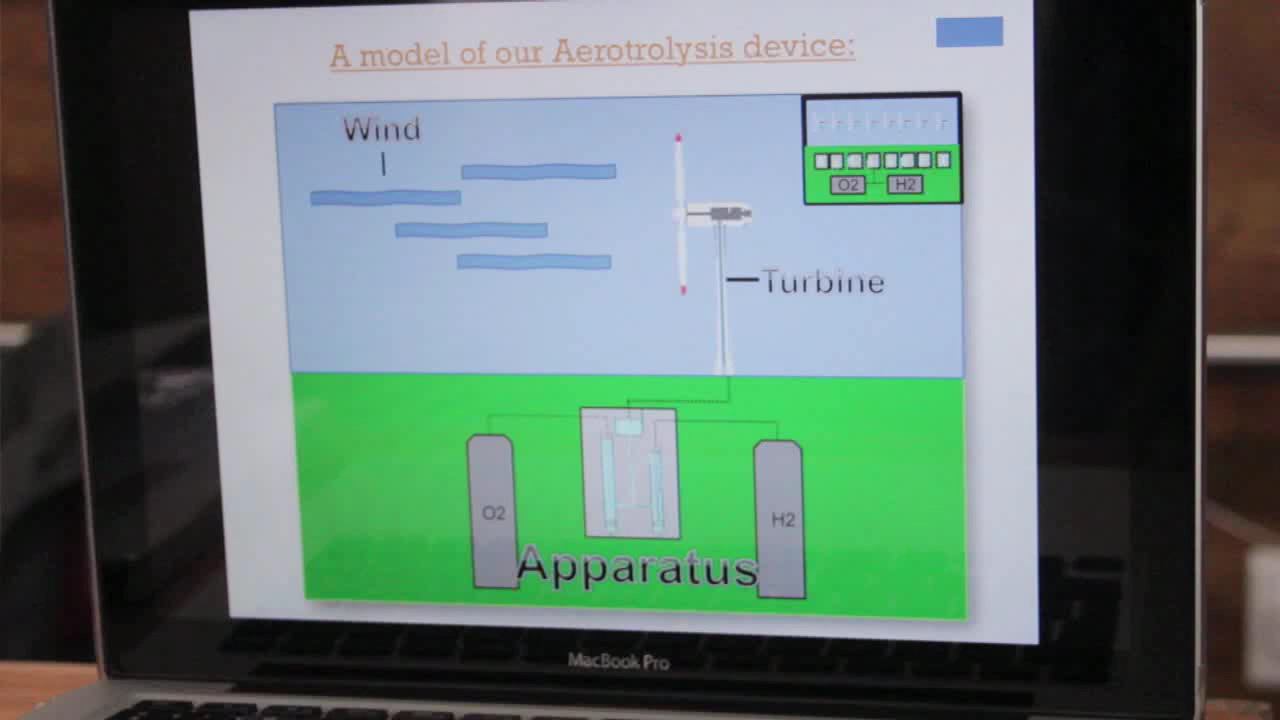 A model of our Aerotrolysis device:
Wind
O2 H2
Turbine
O2
H2
Apparatus
MacBook Pro